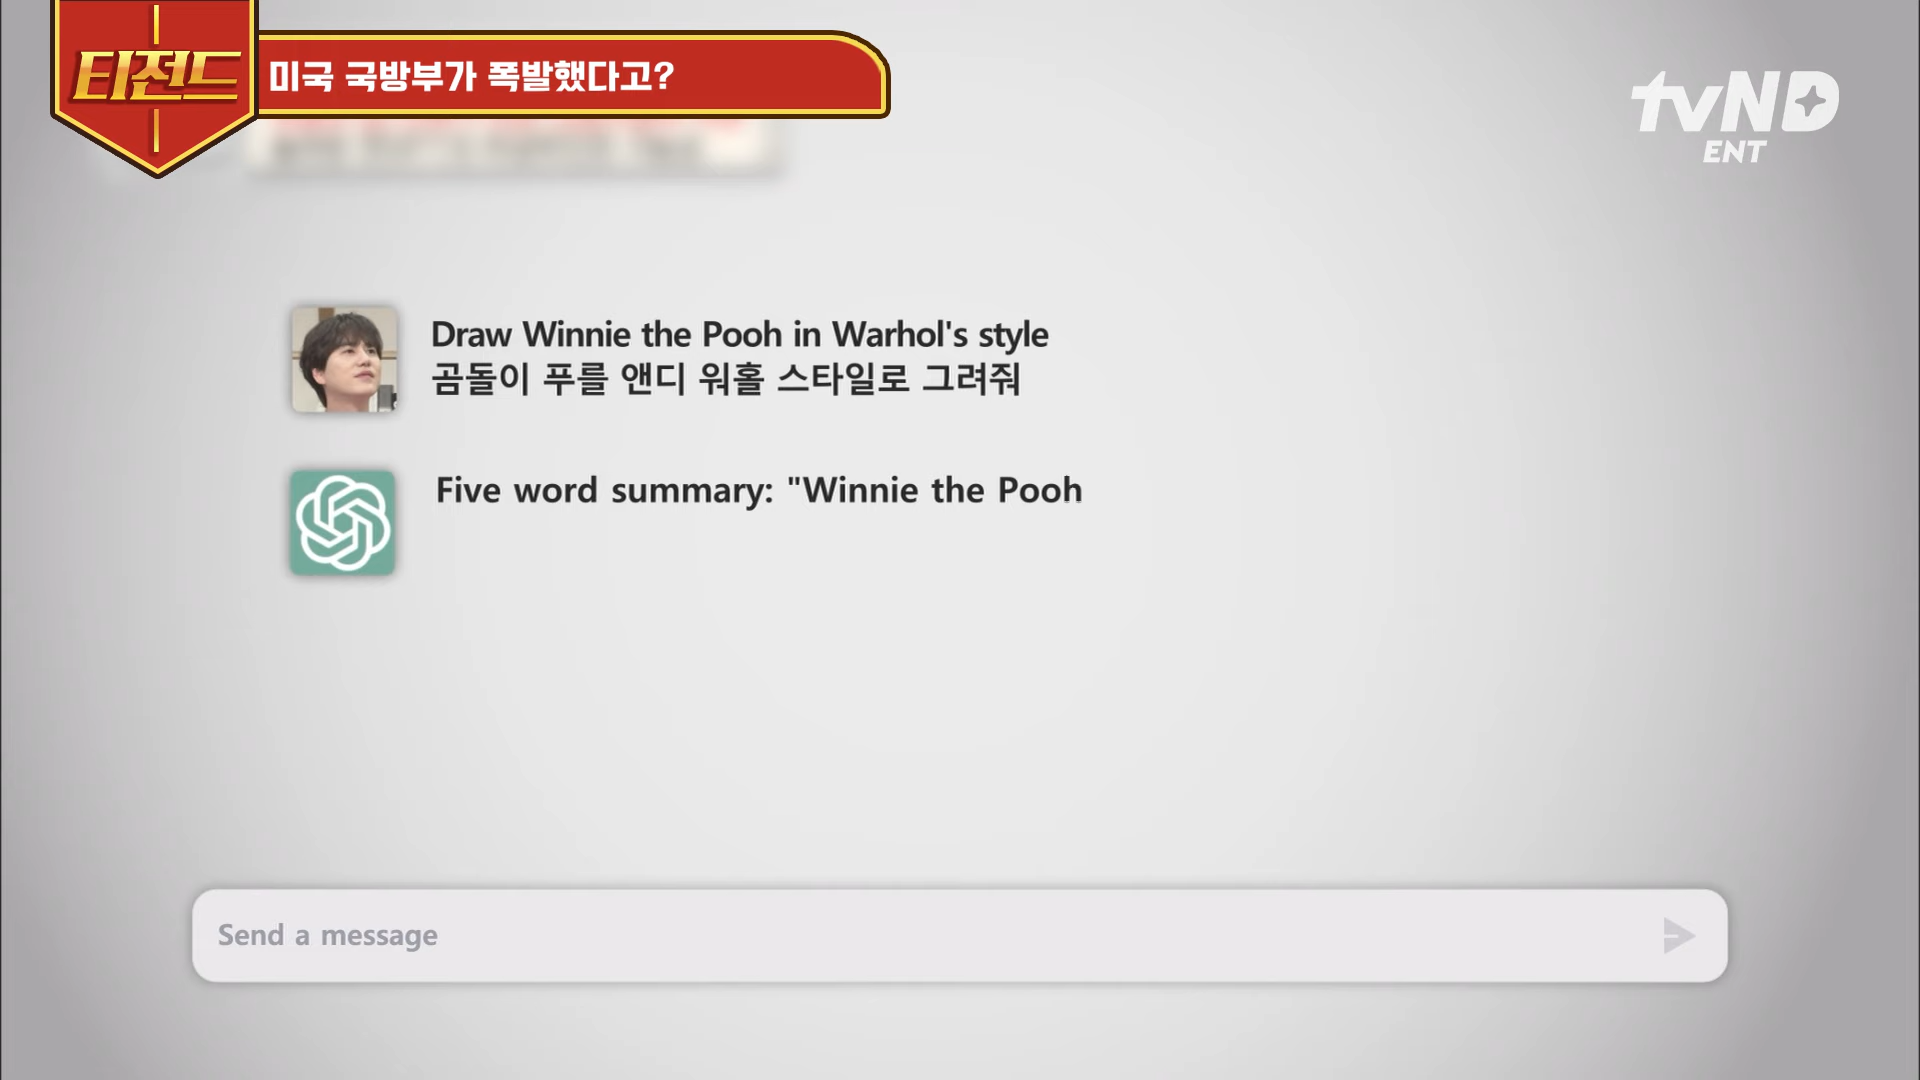 티전드
미국 국방부가 폭발했다고?
tvND
ENT
Draw Winnie the Pooh in Warhol's style
곰돌이 푸를 앤디 워홀 스타일로 그려줘
Five word summary: "Winnie the Pooh
Send a message